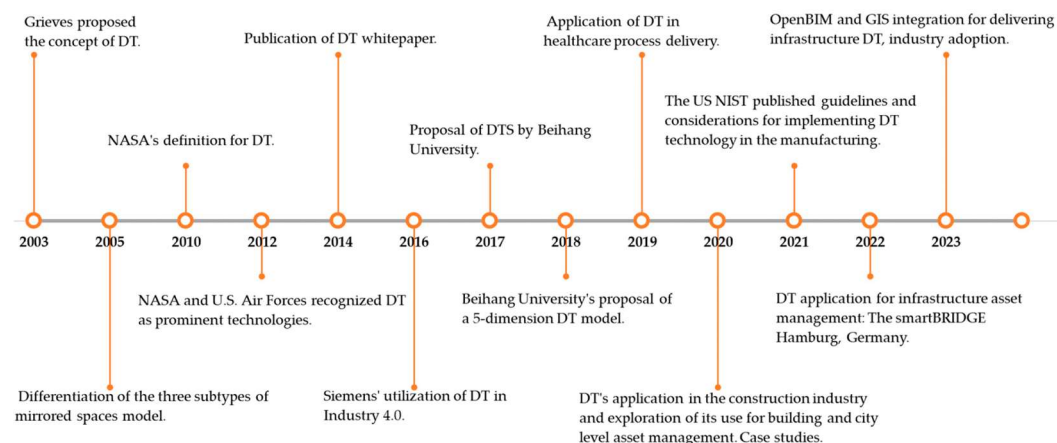 Grieves proposed
the concept of DT.
Publication of DT whitepaper.
Application of DT in
healthcare process delivery.
OpenBIM and GIS integration for delivering
infrastructure DT, industry adoption.
NASA's definition for DT.
Proposal of DTS by Beihang
University.
The US NIST published guidelines and
considerations for implementing DT
technology in the manufacturing.
2003
2005
2010
2012
2014
2016
2017
2018
2019
2020
2021
2022
2023
NASA and U.S. Air Forces recognized DT
as prominent technologies.
Beihang University's proposal of
a 5-dimension DT model.
DT application for infrastructure asset
management: The smartBRIDGE
Hamburg, Germany.
Differentiation of the three subtypes of
mirrored spaces model.
Siemens' utilization of DT in
Industry 4.0.
DT's application in the construction industry
and exploration of its use for building and city
level asset management. Case studies.